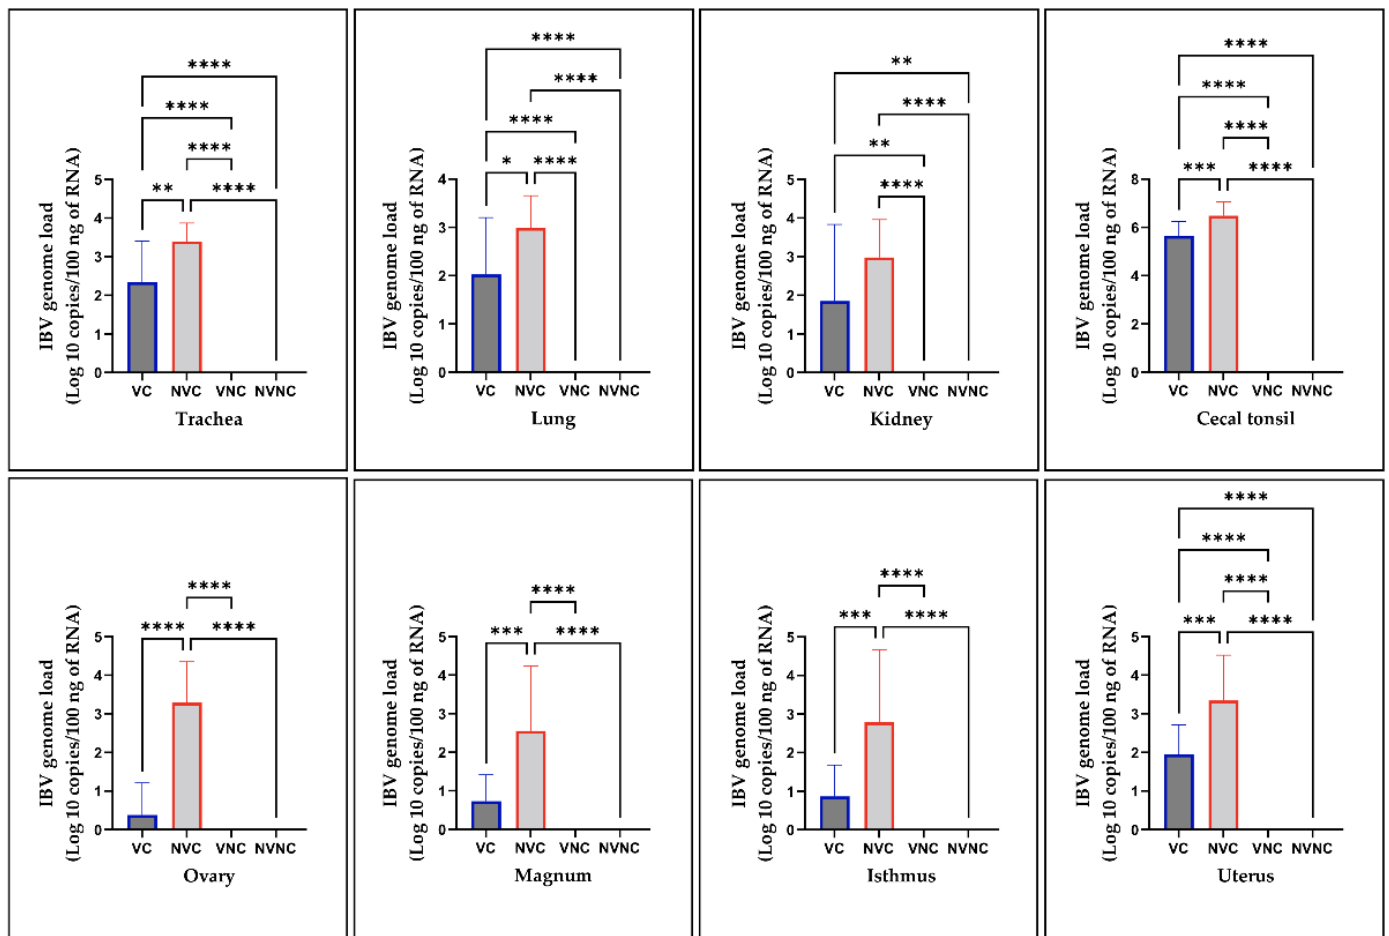 ****
****
****
** ****
IBV genome load
(Log 10 copies/100 ng of RNA)
5
4
3
2
1
0
VC NVC VNC NVNC
Trachea
****
****
****
* ****
IBV genome load
(Log 10 copies/100 ng of RNA)
4
3
2
1
0
VC NVC VNC NVNC
Lung
**
****
**
****
IBV genome load
(Log 10 copies/100 ng of RNA)
5
4
3
2
1
0
VC NVC VNC NVNC
Kidney
****
****
****
*** ****
IBV genome load
(Log 10 copies/100 ng of RNA)
8
6
4
2
0
VC NVC VNC NVNC
Cecal tonsil
****
**** ****
IBV genome load
(Log 10 copies/100 ng of RNA)
5
4
3
2
1
0
VC NVC VNC NVNC
Ovary
****
*** ****
IBV genome load
(Log 10 copies/100 ng of RNA)
5
4
3
2
1
0
VC NVC VNC NVNC
Magnum
****
*** ****
IBV genome load
(Log 10 copies/100 ng of RNA)
5
4
3
2
1
0
VC NVC VNC NVNC
Isthmus
****
****
****
*** ****
IBV genome load
(Log 10 copies/100 ng of RNA)
5
4
3
2
1
0
VC NVC VNC NVNC
Uterus